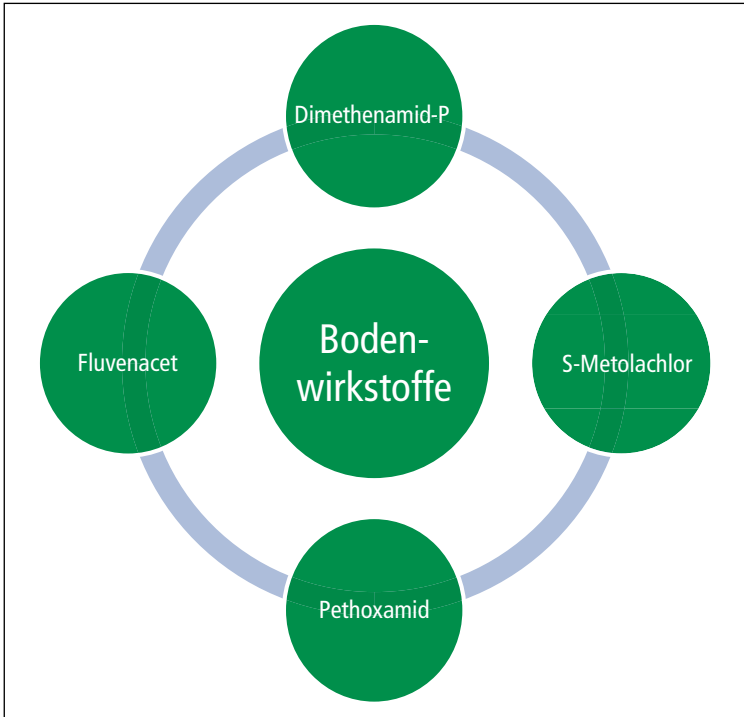 Dimethenamid-P
Fluvenacet
Boden-
wirkstoffe
S-Metolachlor
Pethoxamid